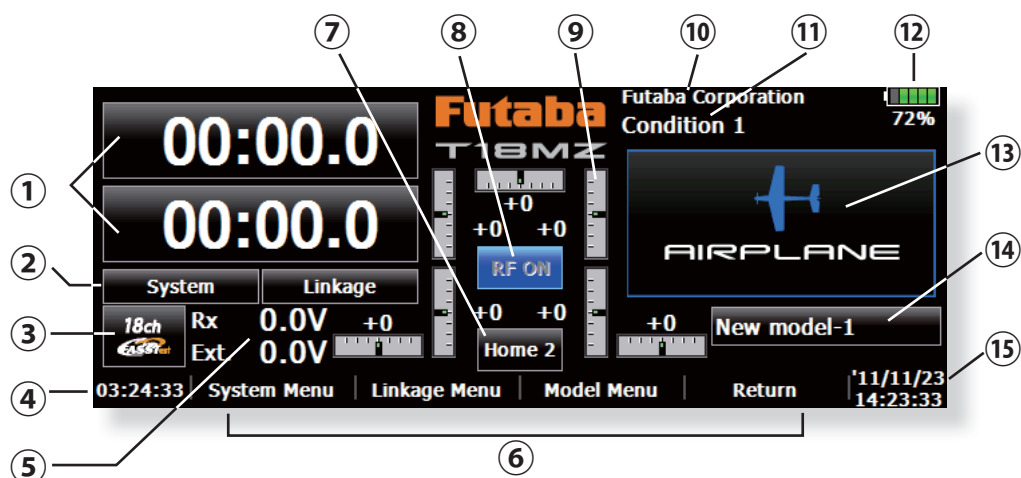 ⑦ ⑧ ⑨ ⑩ ⑪ ⑫
Futaba Corporation
Condition 1
72%
Futaba
T18MZ
00:00.0
00:00.0
① ② ③ ④ ⑤
+0
+0 +0
RF ON
AIRPLANE
⑬
⑭
⑮
System Linkage
18ch
FASSTest
Rx 0.0V
Ext. 0.0V
+0
+0 +0
Home 2
+0
New model-1
03:24:33 System Menu Linkage Menu Model Menu Return
'11/11/23
14:23:33
⑥